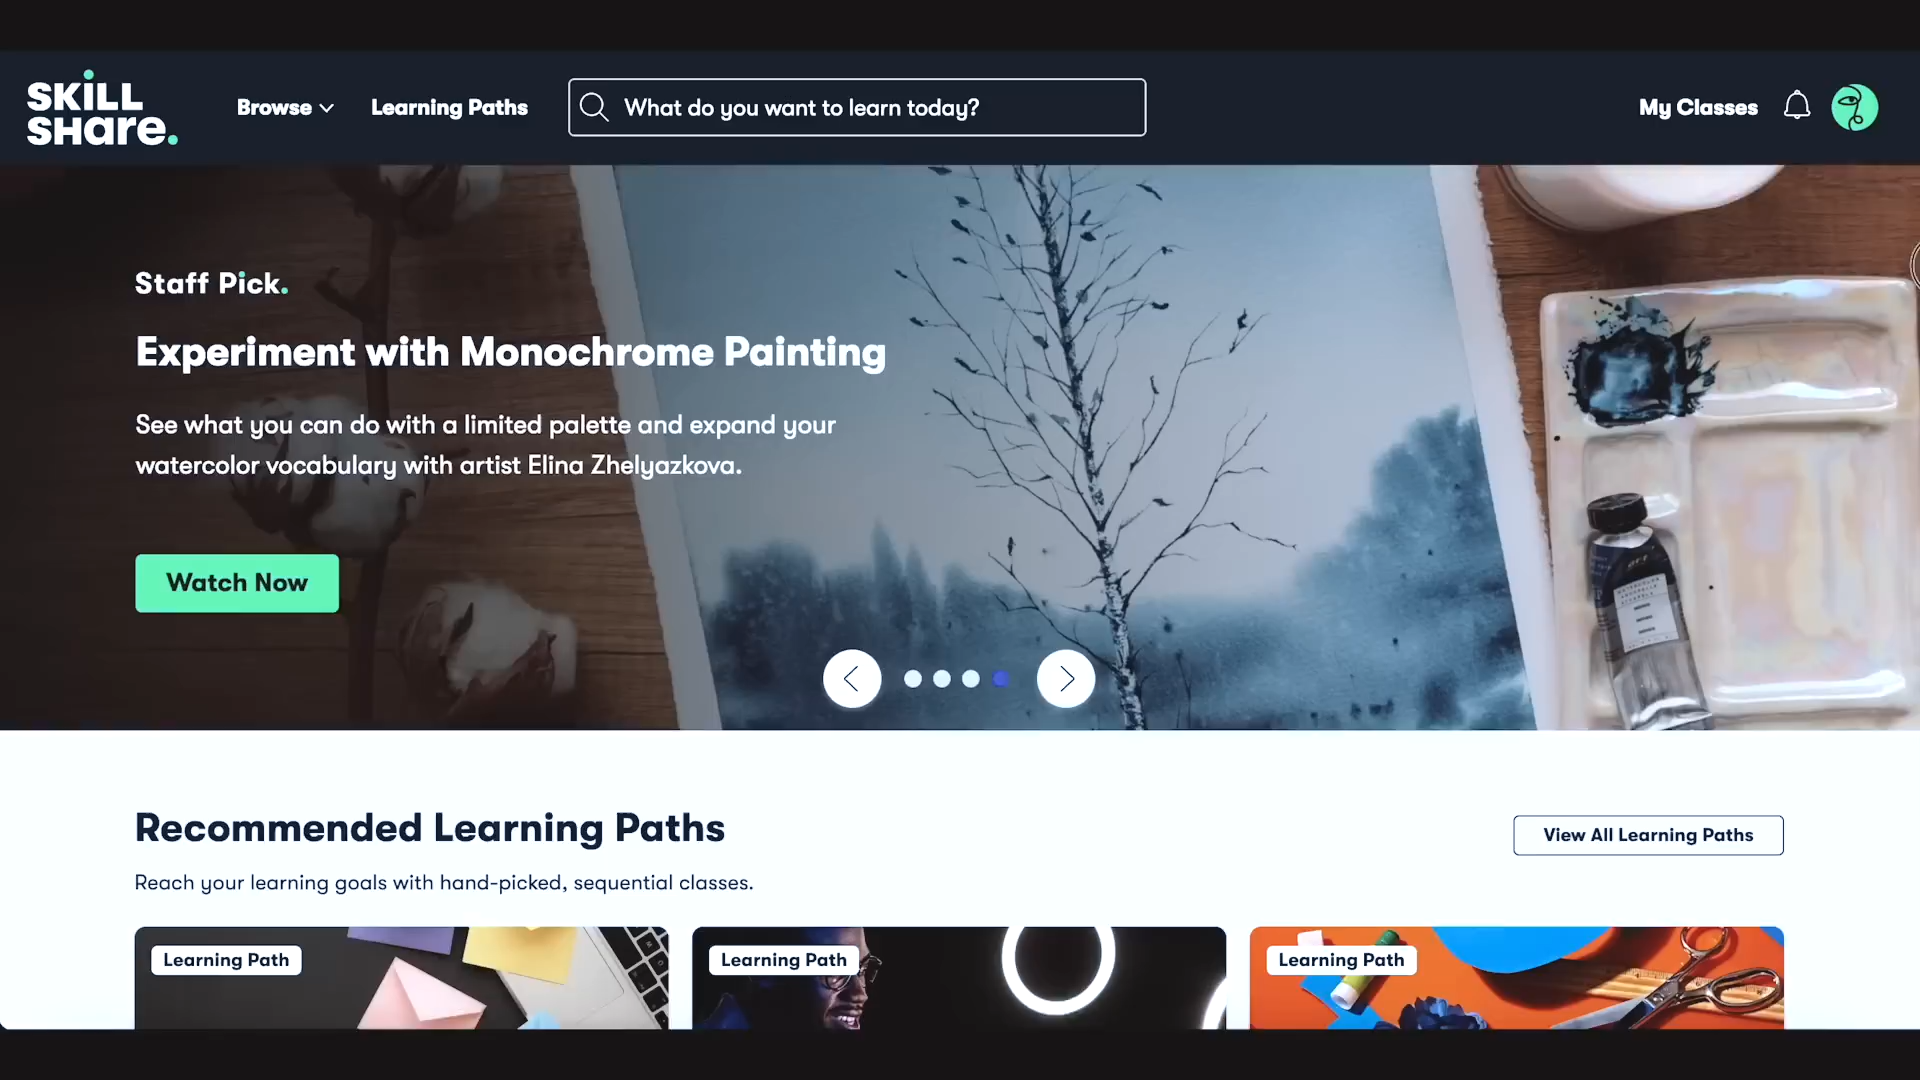 SKILL
SHare.
Browse
Learning Paths
What do you want to learn today?
My Classes
Staff Pick.
Experiment with Monochrome Painting
See what you can do with a limited palette and expand your
watercolor vocabulary with artist Elina Zhelyazkova.
Watch Now
Recommended Learning Paths
View All Learning Paths
Reach your learning goals with hand-picked, sequential classes.
Learning Path
Learning Path
Learning Path